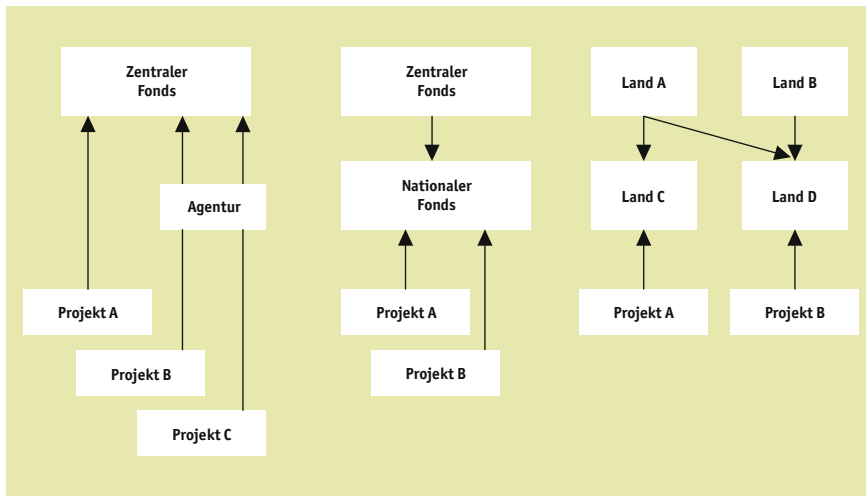 Zentraler
Fonds
Agentur
Projekt A
Projekt B
Projekt C
Zentraler
Fonds
Nationaler
Fonds
Projekt A
Projekt B
Land A
Land B
Land C
Land D
Projekt A
Projekt B